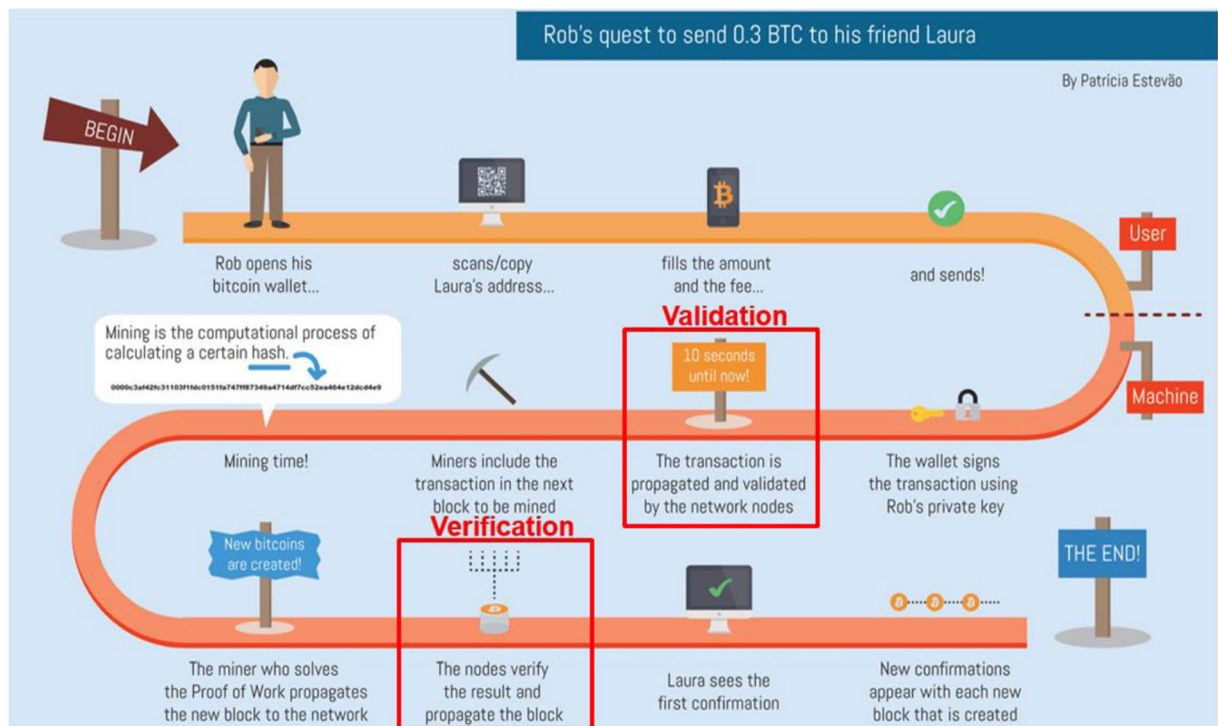 Rob's quest to send 0.3 BTC to his friend Laura
By Patrícia Estevão
BEGIN
Rob opens his
bitcoin wallet...
scans/copy
Laura's address...
fills the amount
and the fee...
and sends!
User
Machine
Validation
10 seconds
until now!
The wallet signs
the transaction using
Rob's private key
The transaction is
propagated and validated
by the network nodes
Miners include the
transaction in the next
block to be mined
Mining is the computational process of
calculating a certain hash.
Mining time!
New bitcoins
are created!
The miner who solves
the Proof of Work propagates
the new block to the network
Verification
The nodes verify
the result and
propagate the block
Laura sees the
first confirmation
New confirmations
appear with each new
block that is created
THE END!